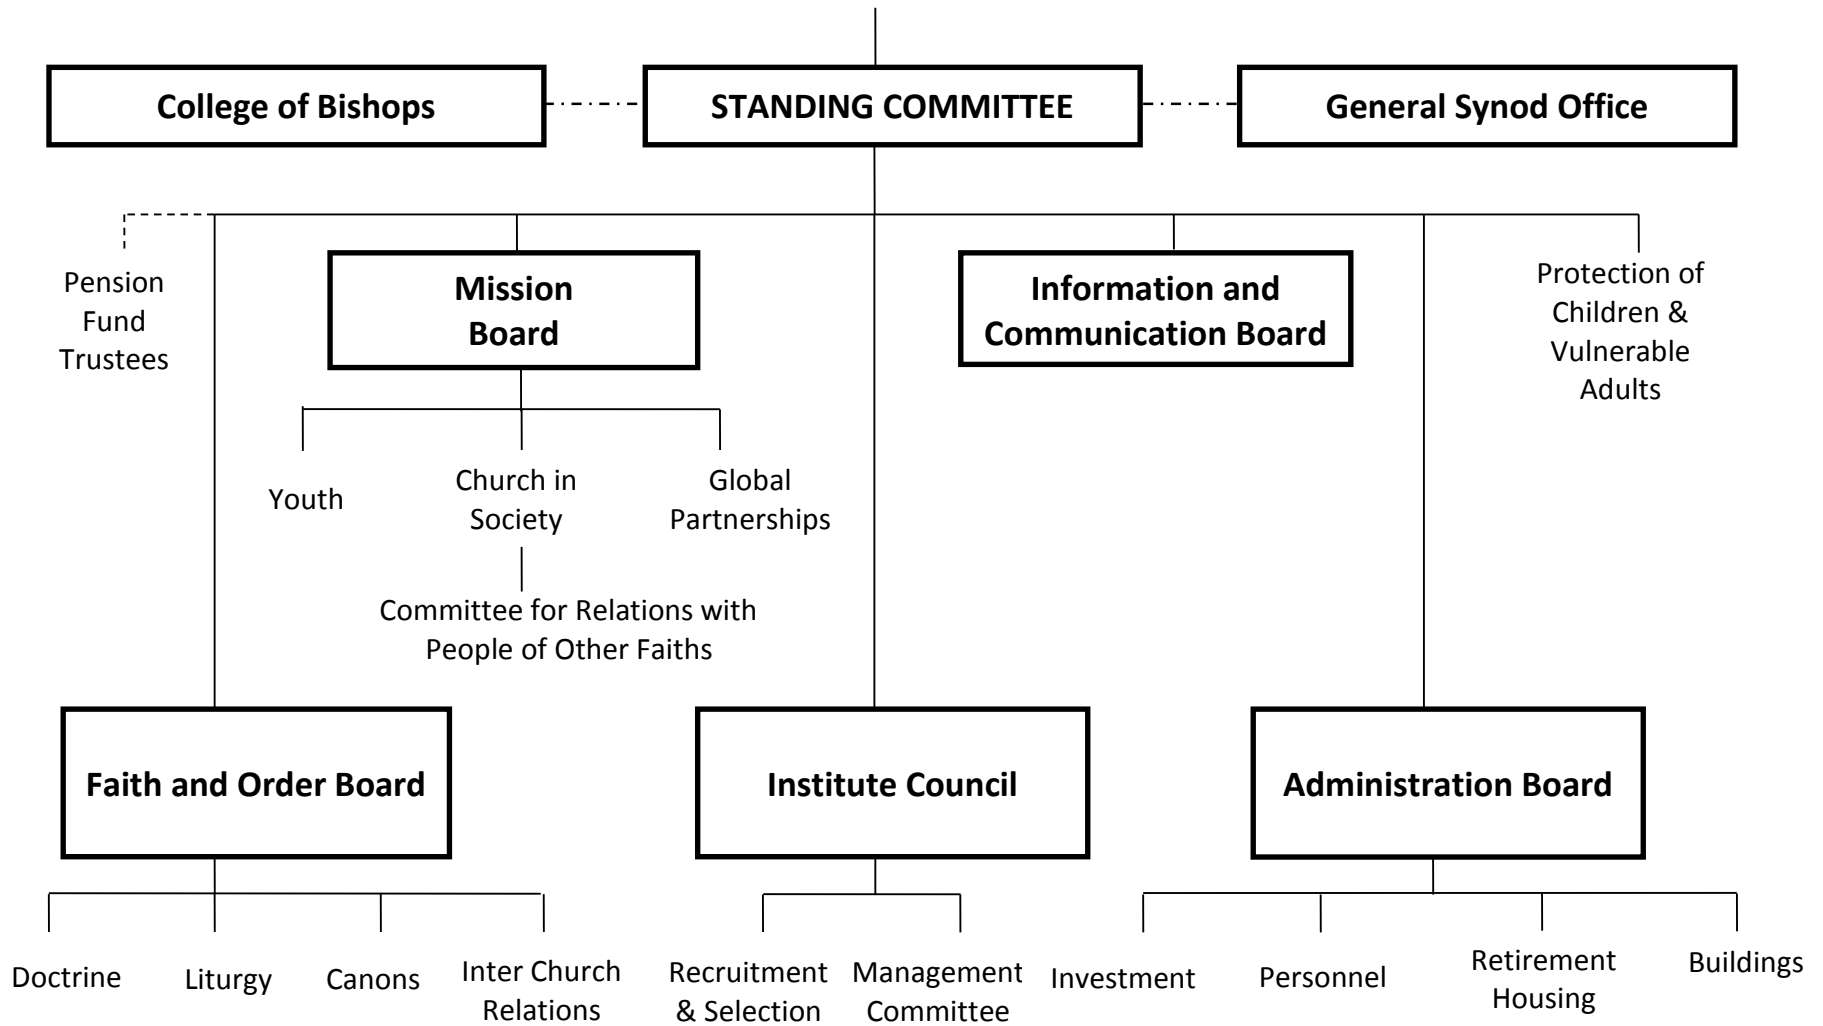 College of Bishops
STANDING COMMITTEE
General Synod Office
Pension
Fund
Trustees
Mission
Board
Information and
Communication Board
Protection of
Children &
Vulnerable
Adults
Youth
Church in
Society
Global
Partnerships
Committee for Relations with
People of Other Faiths
Faith and Order Board
Institute Council
Administration Board
Doctrine
Liturgy
Canons
Inter Church
Relations
Recruitment
& Selection
Management
Committee
Investment
Personnel
Retirement
Housing
Buildings